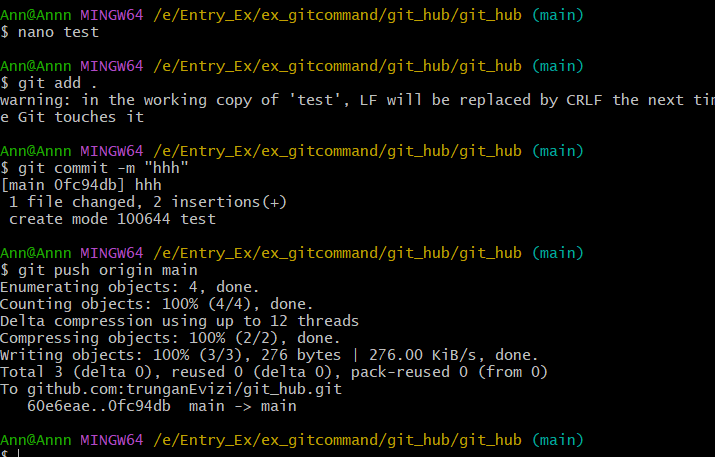 Ann@Annn MINGW64 /e/Entry_Ex/ex_gitcommand/git_hub/git_hub (main)
$ nano test
Ann@Annn MINGW64 /e/Entry_Ex/ex_gitcommand/git_hub/git_hub (main)
$ git add .
warning: in the working copy of 'test', LF will be replaced by CRLF the next tim
e Git touches it
Ann@Annn MINGW64 /e/Entry_Ex/ex_gitcommand/git_hub/git_hub (main)
$ git commit -m "hhh"
[main 0fc94db] hhh
1 file changed, 2 insertions(+)
create mode 100644 test
Ann@Annn MINGW64 /e/Entry_Ex/ex_gitcommand/git_hub/git_hub (main)
$ git push origin main
Enumerating objects: 4, done.
Counting objects: 100% (4/4), done.
Delta compression using up to 12 threads
Compressing objects: 100% (2/2), done.
Writing objects: 100% (3/3), 276 bytes | 276.00 KiB/s, done.
Total 3 (delta 0), reused 0 (delta 0), pack-reused 0 (from 0)
To github.com:trunganEvizi/git_hub.git
60e6eae..0fc94db  main -> main
Ann@Annn MINGW64 /e/Entry_Ex/ex_gitcommand/git_hub/git_hub (main)
$